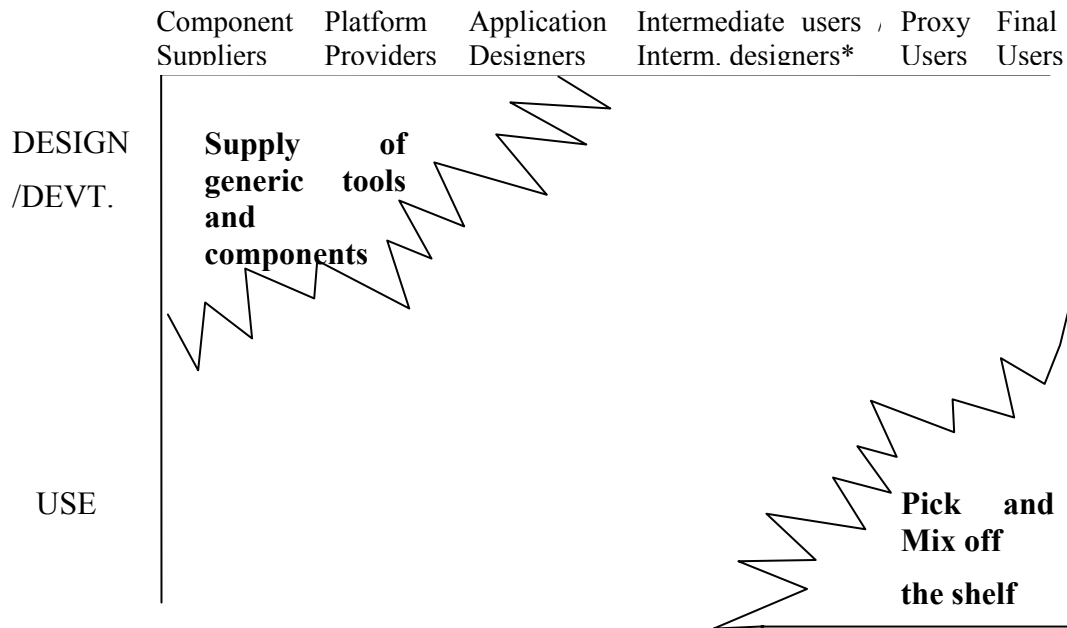 Component Platform Application Intermediate users / Proxy Final
Suppliers Providers Designers Interm. designers* Users Users
DESIGN
/DEVT.
Supply of
generic tools
and
components
USE
Pick and
Mix off
the shelf